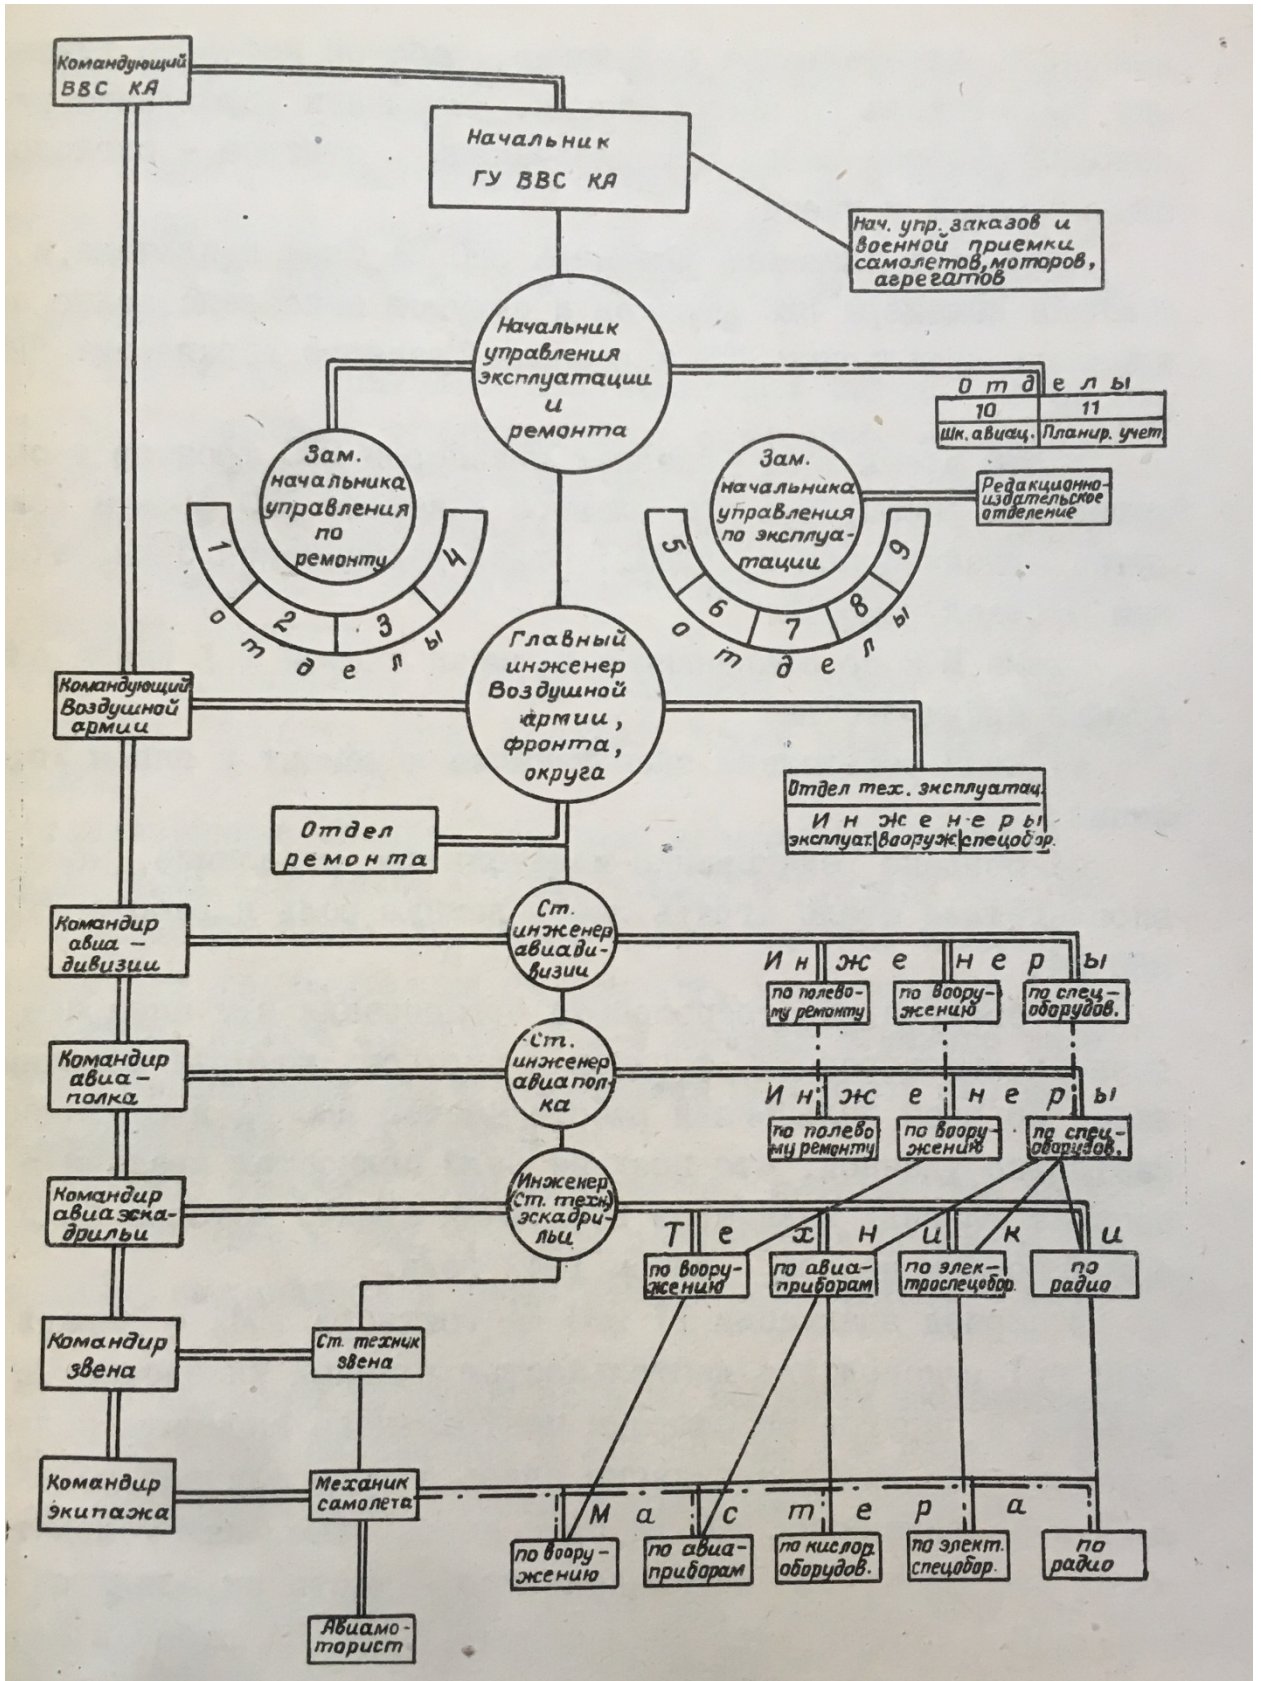 Командующий
ВВС КА
Начальник
ГУ ВВС КА
Нач. упр. заказов и
военной приемки
самолетов, моторов,
агрегатов
Начальник
управления
эксплуатации
и
ремонта
Отделы
10 11
Шк. авиац. Планир. учет
Зам.
начальника
управления
по
ремонту
1 2 3 4
отделы
Зам.
начальника
управления
по эксплуа-
тации
5 6 7 8 9
отделы
Редакционно-
издательское
отделение
Командующий
Воздушной
армии
Главный
инженер
Воздушной
армии,
фронта,
округа
Отдел тех. эксплуатац.
Инженеры
эксплуат. вооруж. спецобор.
Отдел
ремонта
Командир
авиа-
дивизии
Ст.
инженер
авиади-
визии
Инженеры
по полево-
му ремонту
по воору-
жению
по спец-
оборудов.
Командир
авиа-
полка
Ст.
инженер
авиапол-
ка
Инженеры
по полево-
му ремонту
по воору-
жению
по спец-
оборудов.
Командир
авиаэска-
дрильи
Инженер
(Ст. техн)
эскадри-
льи
Техники
по воору-
жению
по авиа-
приборам
по элек-
троспецобор.
по
радио
Командир
звена
Ст. техник
звена
Командир
экипажа
Механик
самолета
Мастера
по воору-
жению
по авиа-
приборам
по кислор.
оборудов.
по элект.
спецобор.
по
радио
Авиамо-
торист